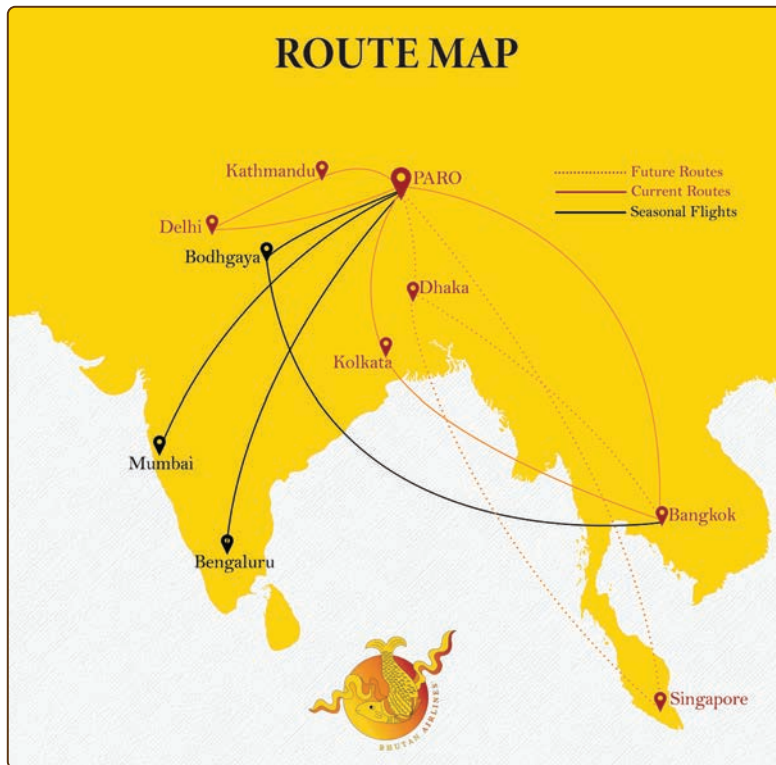 ROUTE MAP
Kathmandu
PARO
Future Routes
Current Routes
Seasonal Flights
Delhi
Bodhgaya
Dhaka
Kolkata
Mumbai
Bangkok
Bengaluru
Singapore
BHUTAN AIRLINES